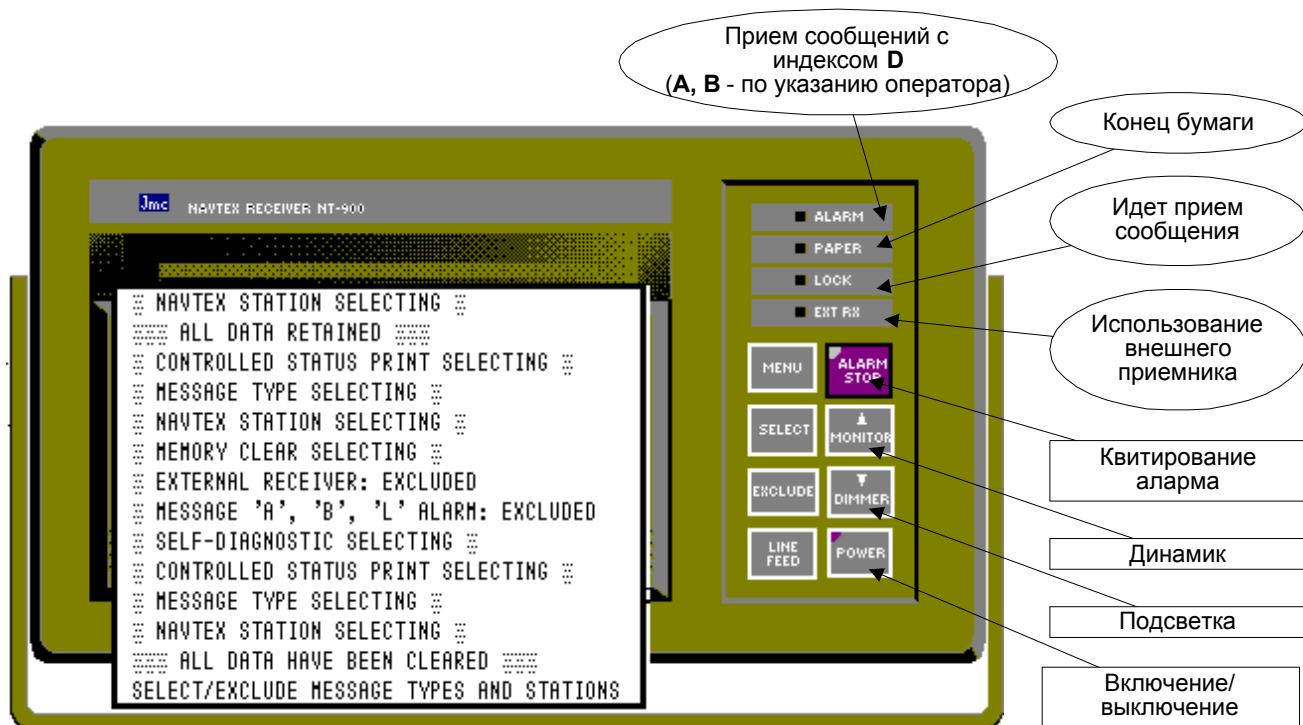 Прием сообщений с
индексом D
(A, B - по указанию оператора)
Конец бумаги
Идет прием
сообщения
Использование
внешнего
приемника
Квитирование
аларма
Динамик
Подсветка
Включение/
выключение
Jmc NAVTEX RECEIVER NT-900
NAVTEX STATION SELECTING
ALL DATA RETAINED
CONTROLLED STATUS PRINT SELECTING
MESSAGE TYPE SELECTING
NAVTEX STATION SELECTING
MEMORY CLEAR SELECTING
EXTERNAL RECEIVER: EXCLUDED
MESSAGE 'A', 'B', 'L' ALARM: EXCLUDED
SELF-DIAGNOSTIC SELECTING
CONTROLLED STATUS PRINT SELECTING
MESSAGE TYPE SELECTING
NAVTEX STATION SELECTING
ALL DATA HAVE BEEN CLEARED
SELECT/EXCLUDE MESSAGE TYPES AND STATIONS
ALARM
PAPER
LOCK
EXT RX
MENU
ALARM
STOP
SELECT
MONITOR
EXCLUDE
DIMMER
LINE
FEED
POWER